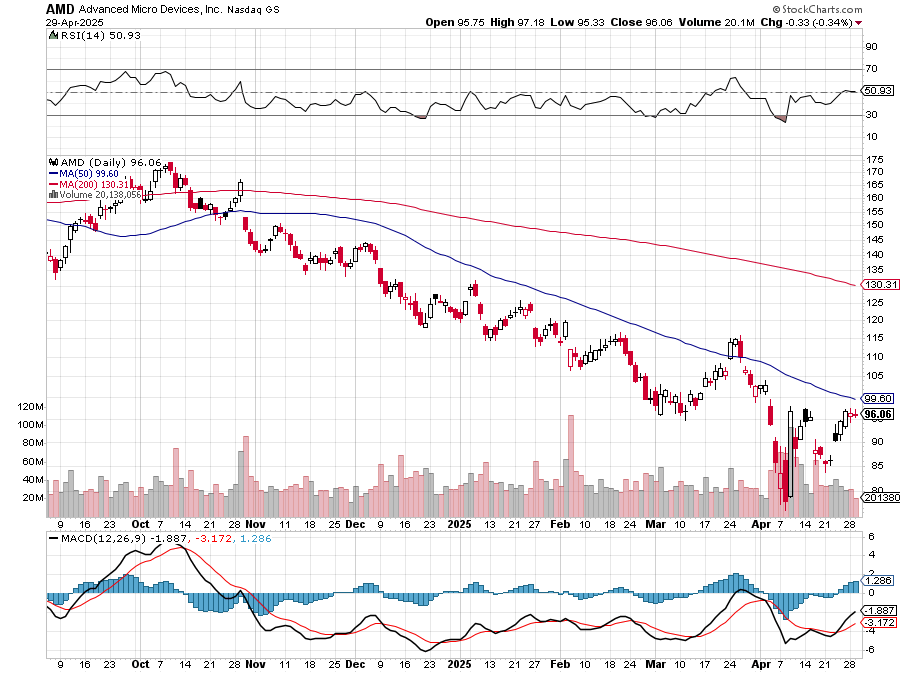 AMD Advanced Micro Devices, Inc. Nasdaq GS
© StockCharts.com
29-Apr-2025
Open 95.75 High 97.18 Low 95.33 Close 96.06 Volume 20.1M Chg -0.33 (-0.34%)
RSI(14) 50.93
90
70
50.93
30
10
AMD (Daily) 96.06
MA(50) 99.60
MA(200) 130.31
Volume 20,138,056
175
170
165
160
155
150
145
140
135
130.31
125
120
115
110
105
99.60
96.06
90
85
80
20138056
120M
100M
80M
60M
40M
20M
9 16 23 Oct 7 14 21 28 Nov 11 18 25 Dec 9 16 23 2025 13 21 27 Feb 10 18 24 Mar 10 17 24 Apr 7 14 21 28
MACD(12,26,9) -1.887, -3.172, 1.286
6
4
2
1.286
0
-1.887
-3.172
-4
-6
9 16 23 Oct 7 14 21 28 Nov 11 18 25 Dec 9 16 23 2025 13 21 27 Feb 10 18 24 Mar 10 17 24 Apr 7 14 21 28